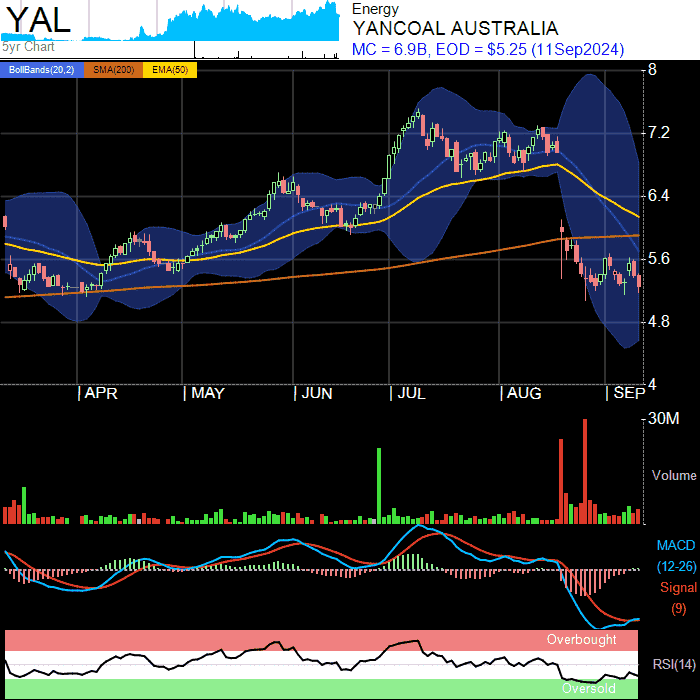 YAL
5yr Chart
Energy
YANCOAL AUSTRALIA
MC = 6.9B, EOD = $5.25 (11Sep2024)
BollBands(20,2) SMA(200) EMA(50)
8
7.2
6.4
5.6
4.8
4
APR MAY JUN JUL AUG SEP
30M
Volume
MACD
(12-26)
Signal
(9)
Overbought
RSI(14)
Oversold